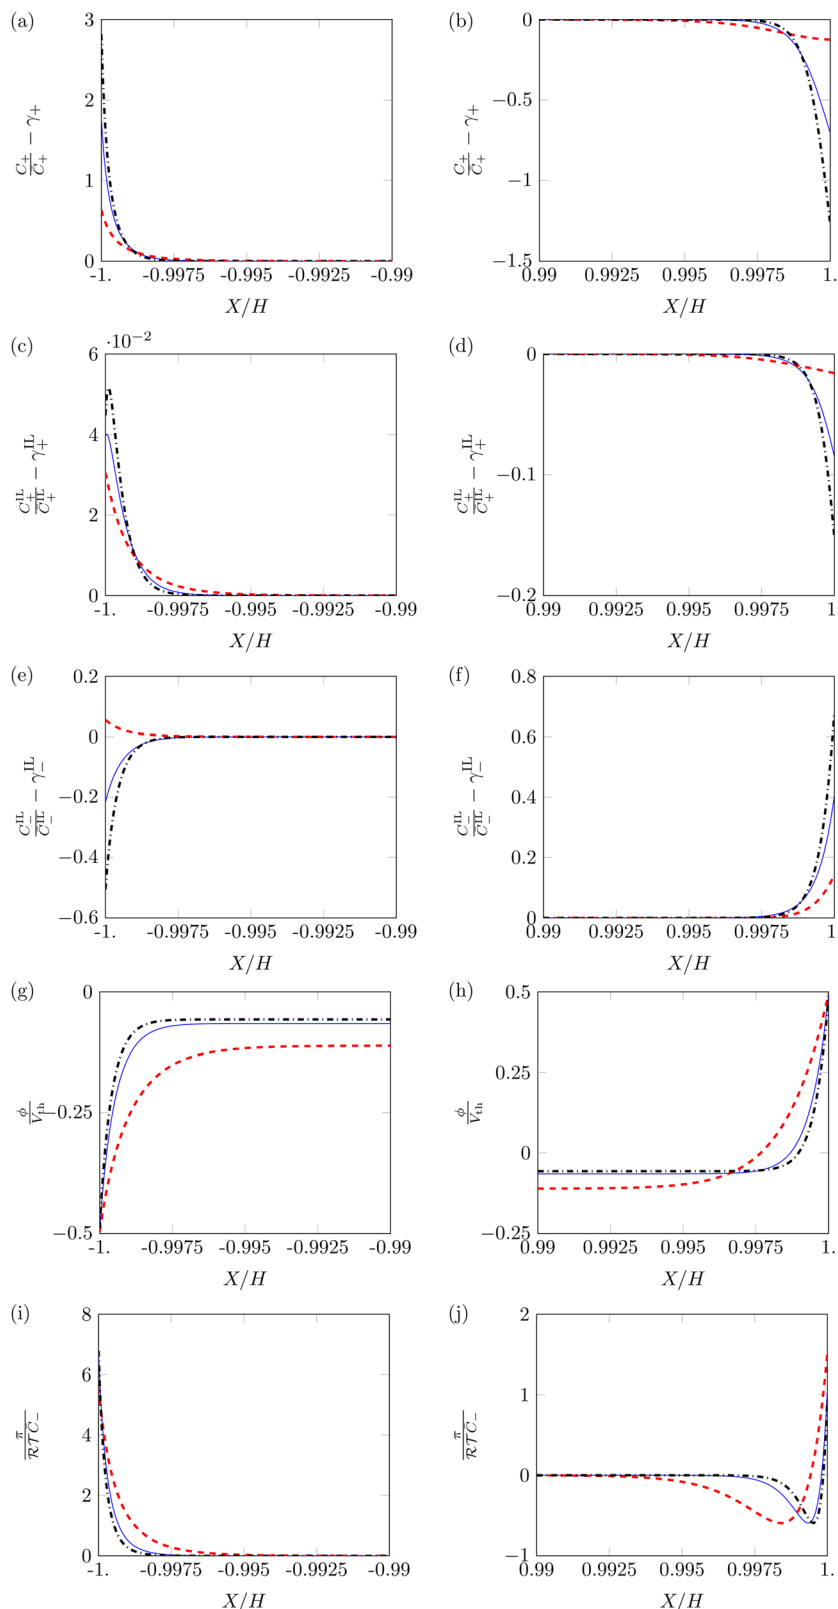 (a)
3
2
1
0
C₊/C̅₊ − γ₊
-1. -0.9975 -0.995 -0.9925 -0.99
X/H
(b)
0
−0.5
−1
−1.5
C₊/C̅₊ − γ₊
0.99 0.9925 0.995 0.9975 1.
X/H
(c)
·10⁻²
6
4
2
0
C₊^IL/C̅₊^IL − γ₊^IL
-1. -0.9975 -0.995 -0.9925 -0.99
X/H
(d)
0
−0.1
−0.2
C₊^IL/C̅₊^IL − γ₊^IL
0.99 0.9925 0.995 0.9975 1.
X/H
(e)
0.2
0
−0.2
−0.4
−0.6
C₋^IL/C̅₋^IL − γ₋^IL
-1. -0.9975 -0.995 -0.9925 -0.99
X/H
(f)
0.8
0.6
0.4
0.2
0
C₋^IL/C̅₋^IL − γ₋^IL
0.99 0.9925 0.995 0.9975 1.
X/H
(g)
0
−0.25
−0.5
ϕ/V_th
-1. -0.9975 -0.995 -0.9925 -0.99
X/H
(h)
0.5
0.25
0
−0.25
ϕ/V_th
0.99 0.9925 0.995 0.9975 1.
X/H
(i)
8
6
4
2
0
π/ℛ𝒯C̅₋
-1. -0.9975 -0.995 -0.9925 -0.99
X/H
(j)
2
1
0
−1
π/ℛ𝒯C̅₋
0.99 0.9925 0.995 0.9975 1.
X/H